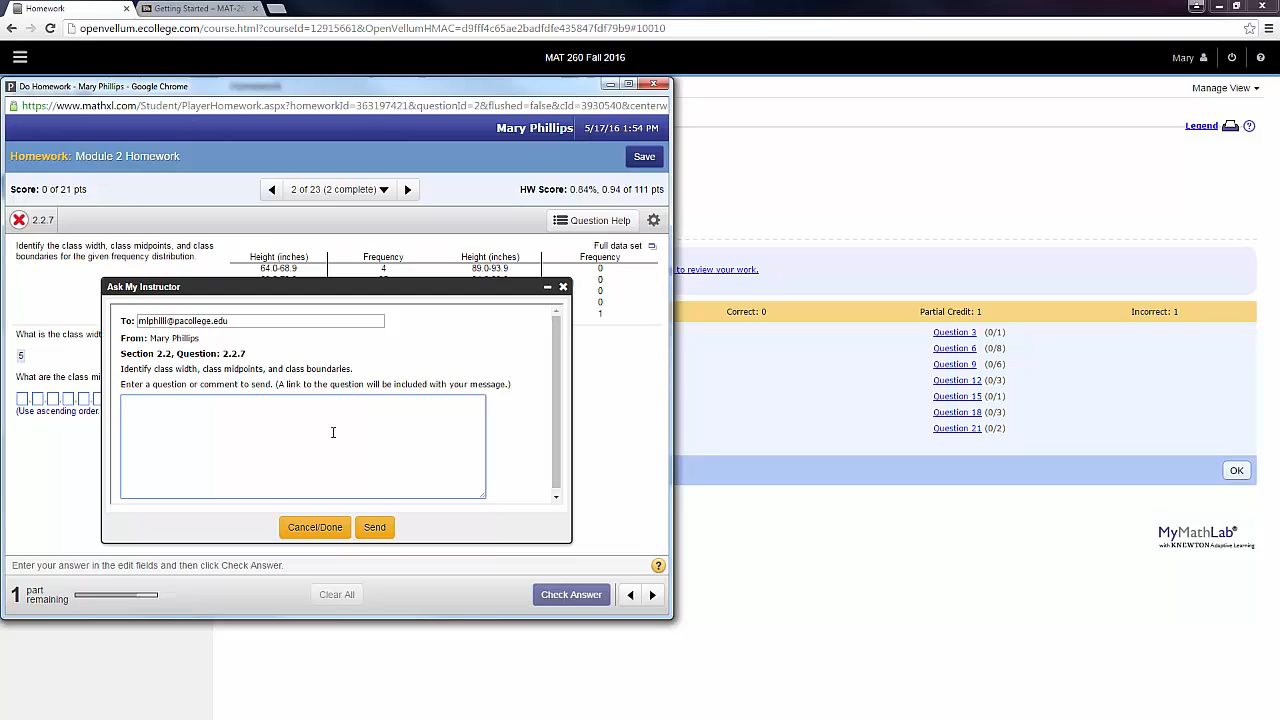 Homework
Getting Started - MAT-26
openvellum.ecollege.com/course.html?courseId=12915661&OpenVellumHMAC=d9fff4c65ae2badfdfe435847fdf79b9#10010
MAT 260 Fall 2016
Mary
Do Homework - Mary Phillips - Google Chrome
Manage View
https://www.mathxl.com/Student/PlayerHomework.aspx?homeworkId=363197421&questionId=2&flushed=false&cId=3930540&centerw
Legend
Mary Phillips
5/17/16 1:54 PM
Homework: Module 2 Homework
Save
Score: 0 of 21 pts
2 of 23 (2 complete)
HW Score: 0.84%, 0.94 of 111 pts
2.2.7
Question Help
Identify the class width, class midpoints, and class
boundaries for the given frequency distribution.
Full data set
Height (inches) Frequency Height (inches) Frequency
64.0-68.9 4 89.0-93.9 0
0
0
0
1
to review your work.
Ask My Instructor
To: mlphilll@pacollege.edu
From: Mary Phillips
Section 2.2, Question: 2.2.7
Identify class width, class midpoints, and class boundaries.
Enter a question or comment to send. (A link to the question will be included with your message.)
Cancel/Done
Send
What is the class widt
5
What are the class mi
(Use ascending order.
Correct: 0
Partial Credit: 1
Incorrect: 1
Question 3 (0/1)
Question 6 (0/8)
Question 9 (0/6)
Question 12 (0/3)
Question 15 (0/1)
Question 18 (0/3)
Question 21 (0/2)
OK
MyMathLab®
with KNEWTON Adaptive Learning
Enter your answer in the edit fields and then click Check Answer.
1 part
remaining
Clear All
Check Answer